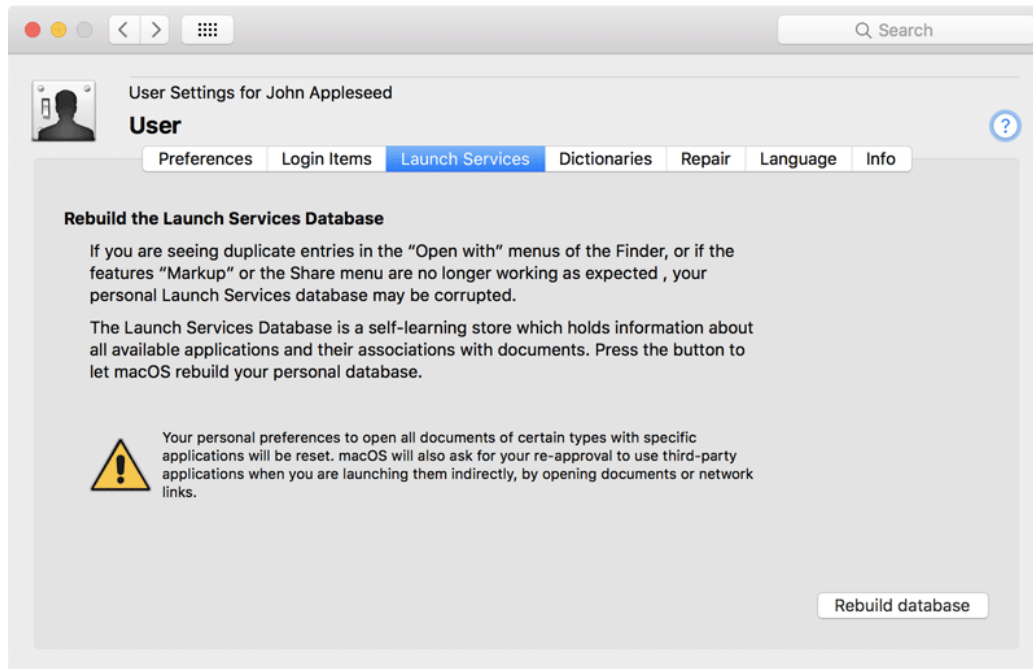 Search
User Settings for John Appleseed
User
?
Preferences Login Items Launch Services Dictionaries Repair Language Info
Rebuild the Launch Services Database
If you are seeing duplicate entries in the “Open with” menus of the Finder, or if the
features “Markup” or the Share menu are no longer working as expected , your
personal Launch Services database may be corrupted.
The Launch Services Database is a self-learning store which holds information about
all available applications and their associations with documents. Press the button to
let macOS rebuild your personal database.
Your personal preferences to open all documents of certain types with specific
applications will be reset. macOS will also ask for your re-approval to use third-party
applications when you are launching them indirectly, by opening documents or network
links.
Rebuild database